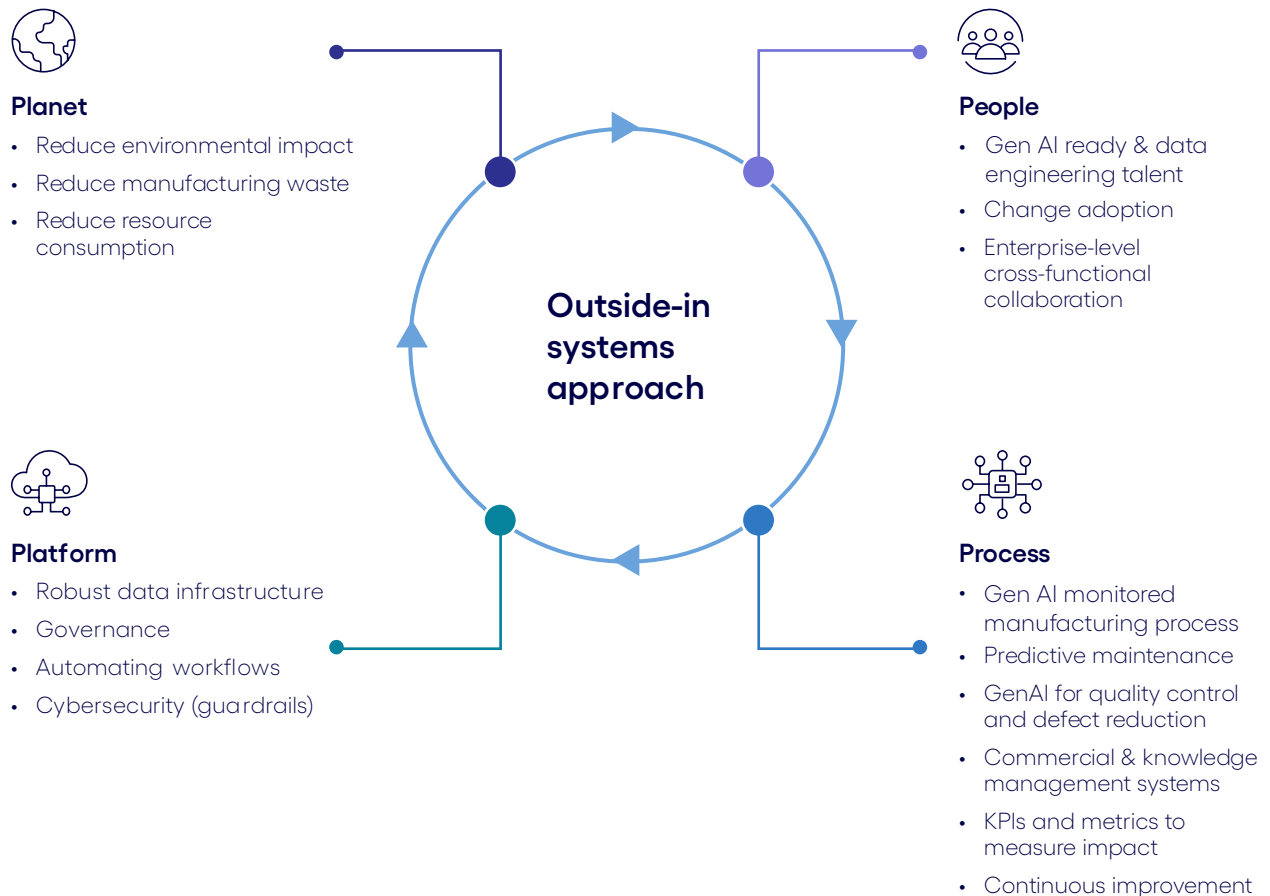 Planet
• Reduce environmental impact
• Reduce manufacturing waste
• Reduce resource
consumption
People
• Gen AI ready & data
engineering talent
• Change adoption
• Enterprise-level
cross-functional
collaboration
Outside-in
systems
approach
Platform
• Robust data infrastructure
• Governance
• Automating workflows
• Cybersecurity (guardrails)
Process
• Gen AI monitored
manufacturing process
• Predictive maintenance
• GenAI for quality control
and defect reduction
• Commercial & knowledge
management systems
• KPIs and metrics to
measure impact
• Continuous improvement